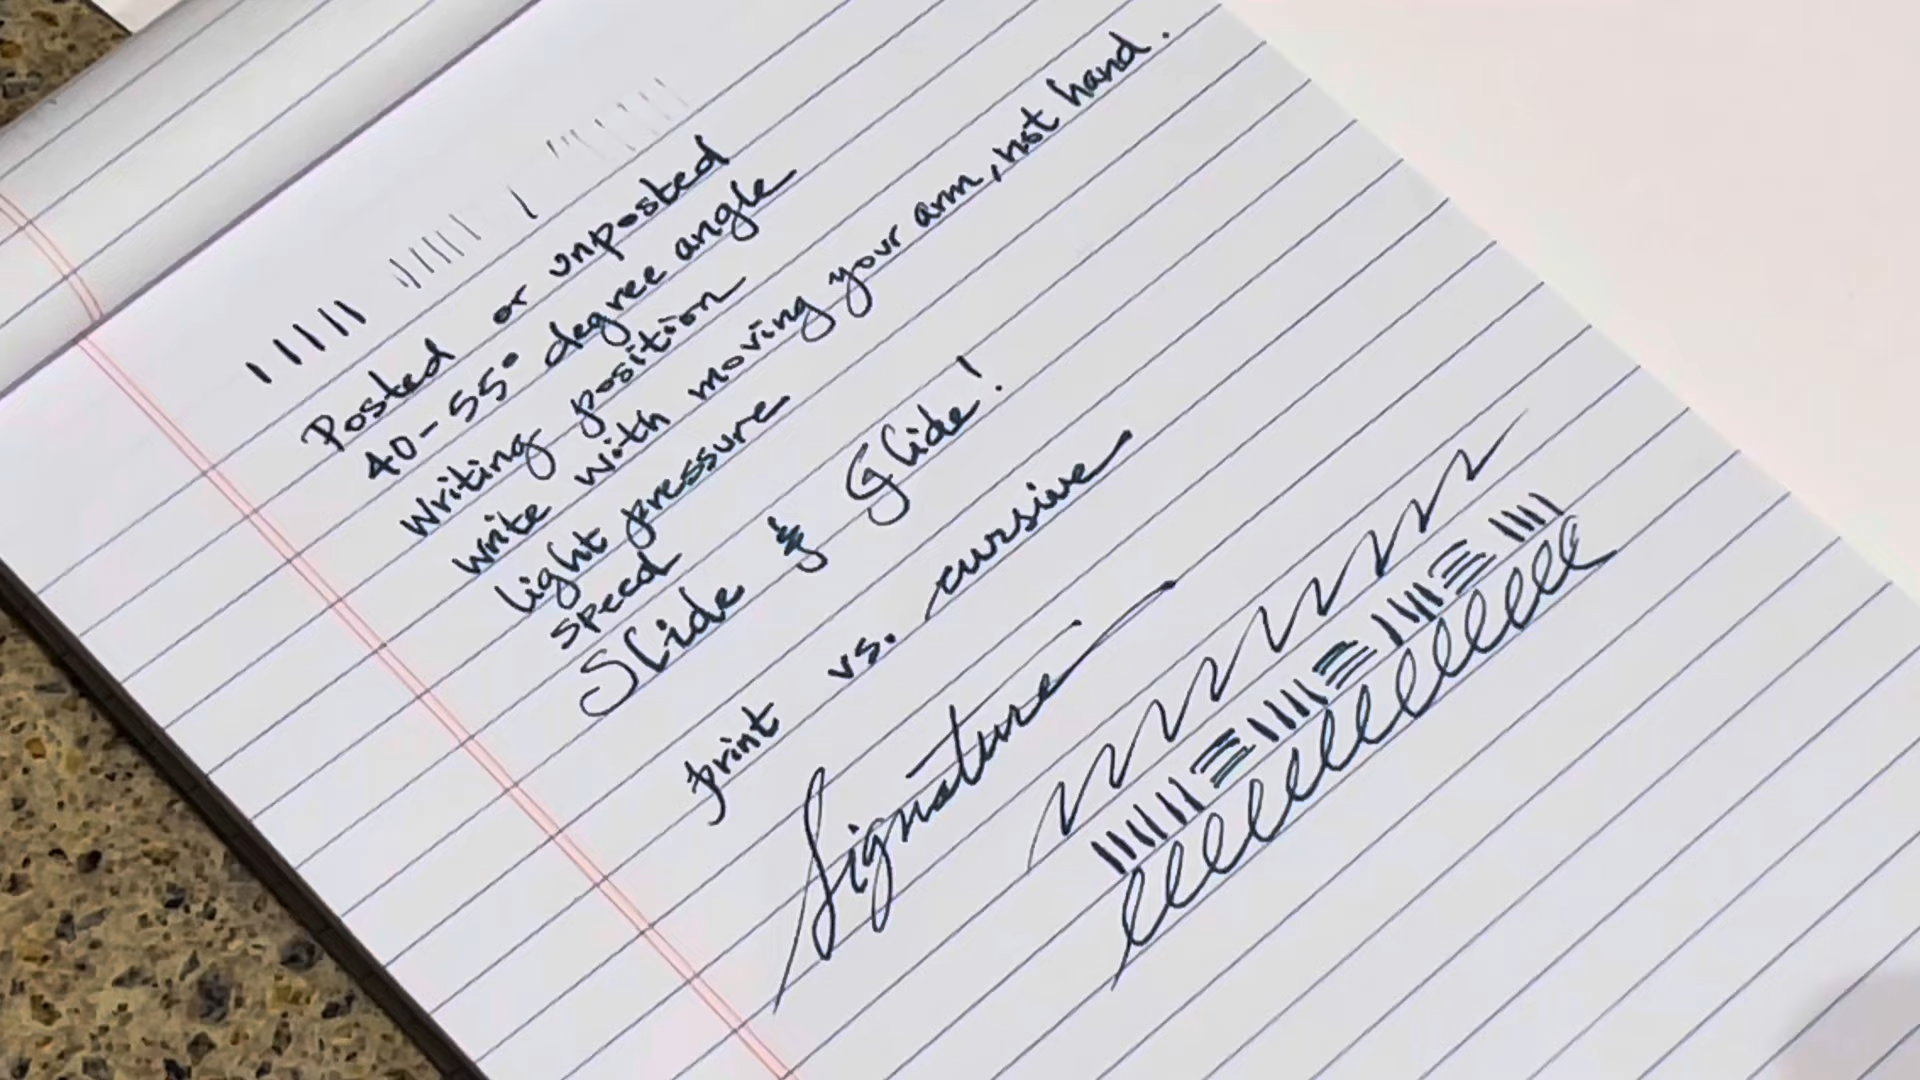 Posted or unposted
40-55° degree angle
Writing position
Write with moving your arm, not hand.
Light pressure
Speed
Slide & Glide!
print vs. cursive
Signature